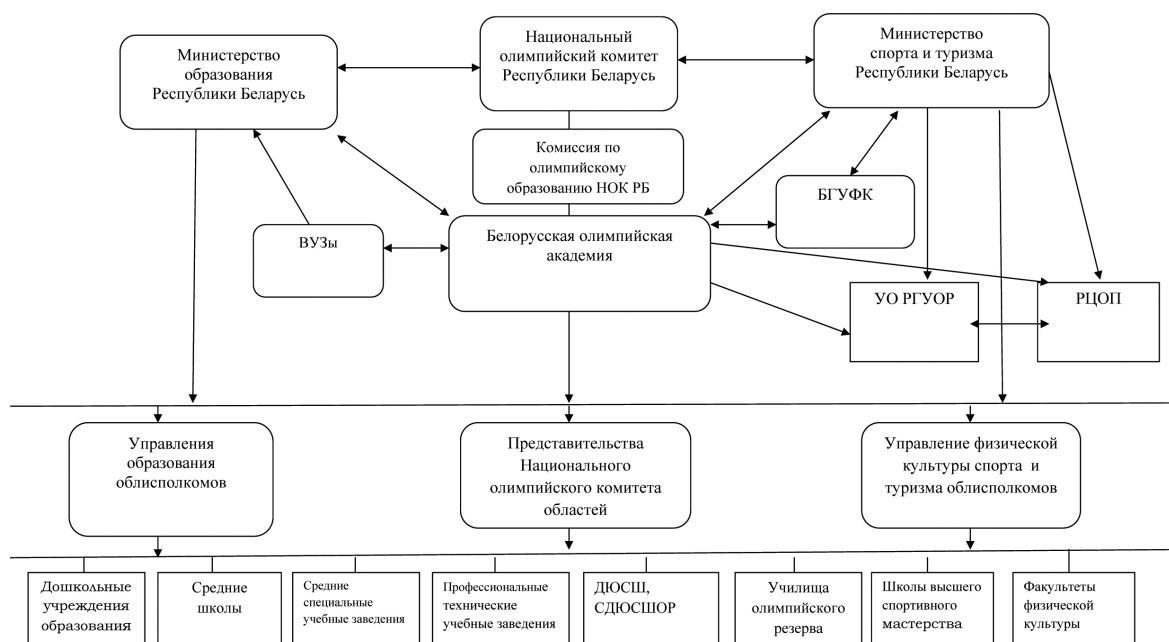 Министерство
образования
Республики Беларусь
Национальный
олимпийский комитет
Республики Беларусь
Министерство
спорта и туризма
Республики Беларусь
Комиссия по
олимпийскому
образованию НОК РБ
БГУФК
ВУЗы
Белорусская олимпийская
академия
УО РГУОР
РЦОП
Управления
образования
облисполкомов
Представительства
Национального
олимпийского комитета
областей
Управление физической
культуры спорта и
туризма облисполкомов
Дошкольные
учреждения
образования
Средние
школы
Средние
специальные
учебные заведения
Профессиональные
технические
учебные заведения
ДЮСШ,
СДЮСШОР
Училища
олимпийского
резерва
Школы высшего
спортивного
мастерства
Факультеты
физической
культуры